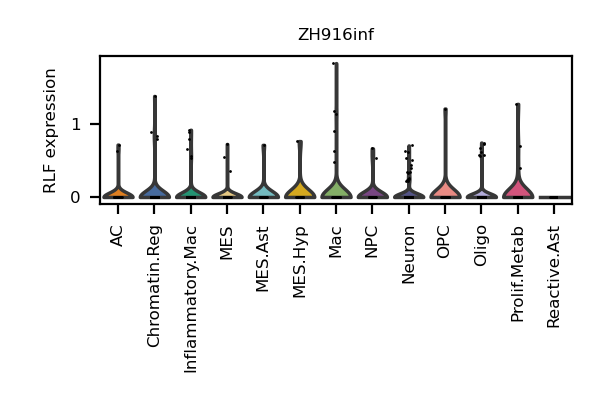 ZH916inf
RLF expression
1
0
AC
Chromatin.Reg
Inflammatory.Mac
MES
MES.Ast
MES.Hyp
Mac
NPC
Neuron
OPC
Oligo
Prolif.Metab
Reactive.Ast